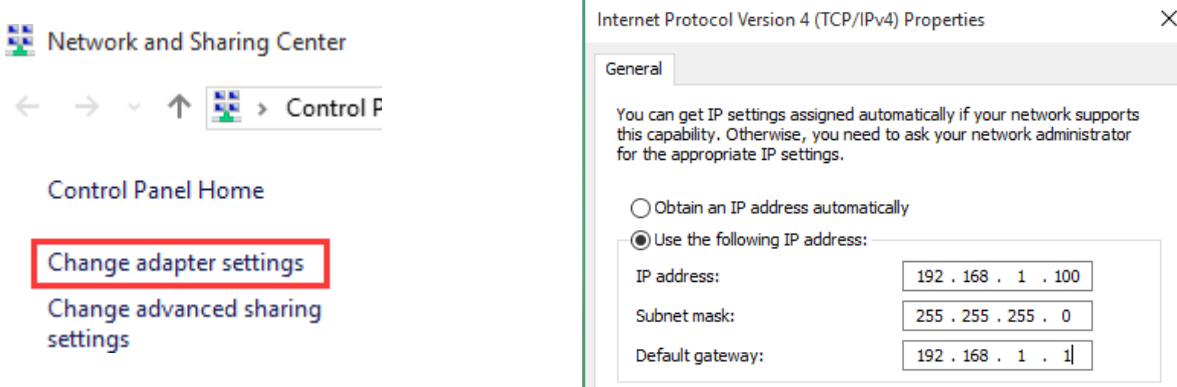 Network and Sharing Center
Control P
Control Panel Home
Change adapter settings
Change advanced sharing
settings
Internet Protocol Version 4 (TCP/IPv4) Properties
General
You can get IP settings assigned automatically if your network supports
this capability. Otherwise, you need to ask your network administrator
for the appropriate IP settings.
Obtain an IP address automatically
Use the following IP address:
IP address: 192 . 168 . 1 . 100
Subnet mask: 255 . 255 . 255 . 0
Default gateway: 192 . 168 . 1 . 1